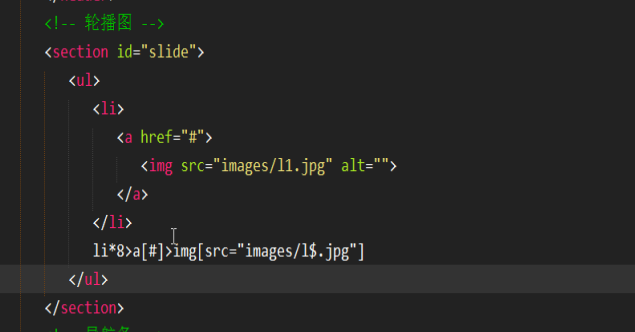 <!-- 轮播图 -->
<section id="slide">
<ul>
<li>
<a href="#">
<img src="images/l1.jpg" alt="">
</a>
</li>
li*8>a[#]>img[src="images/l$.jpg"]
</ul>
</section>